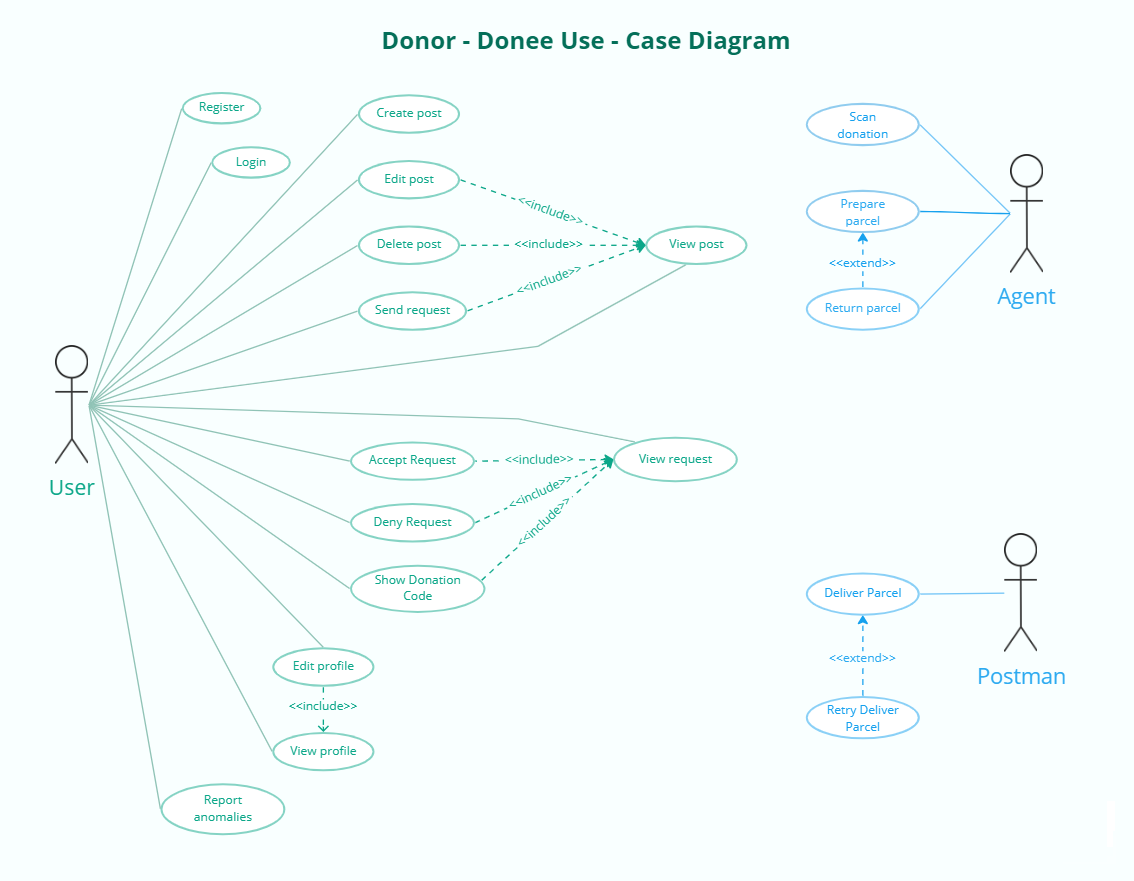 Donor - Donee Use - Case Diagram
Register
Login
Create post
Edit post
Delete post
Send request
<<include>>
<<include>>
<<include>>
View post
User
Accept Request
Deny Request
Show Donation
Code
<<include>>
<<include>>
<<include>>
View request
Edit profile
<<include>>
View profile
Report
anomalies
Scan
donation
Prepare
parcel
<<extend>>
Return parcel
Agent
Deliver Parcel
<<extend>>
Retry Deliver
Parcel
Postman